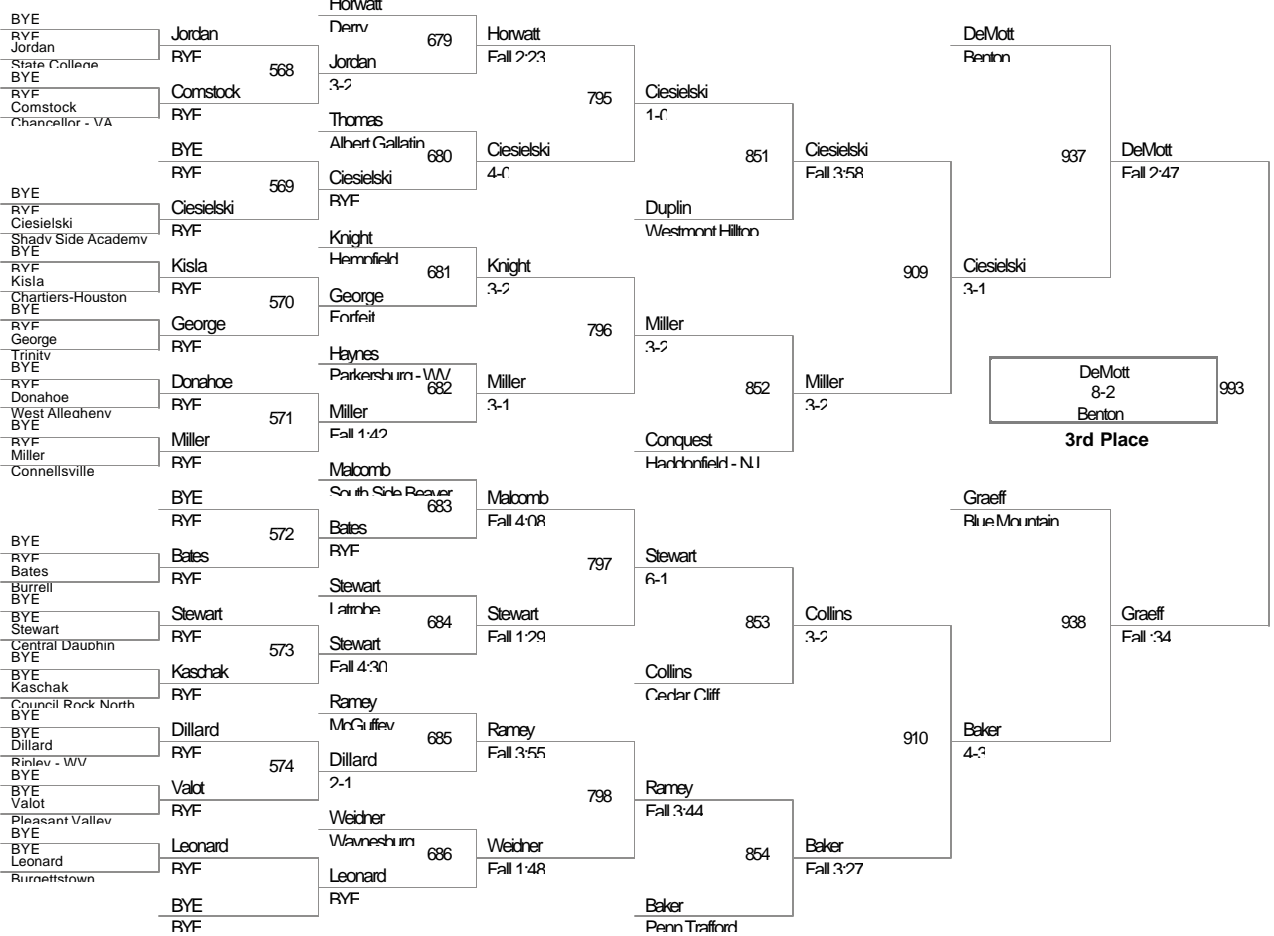 BYE
BYE
Jordan
State College
BYE
BYE
Comstock
Chancellor - VA
BYE
BYE
Ciesielski
Shady Side Academy
BYE
BYE
Kisla
Chartiers-Houston
BYE
BYE
George
Trinity
BYE
BYE
Donahoe
West Allegheny
BYE
BYE
Miller
Connellsville
BYE
BYE
Bates
Burrell
BYE
BYE
Stewart
Central Dauphin
BYE
BYE
Kaschak
Council Rock North
BYE
BYE
Dillard
Ripley - WV
BYE
BYE
Valot
Pleasant Valley
BYE
BYE
Leonard
Burgettstown
Jordan
BYE
568
Comstock
BYE
BYE
BYE
569
Ciesielski
BYE
Kisla
BYE
570
George
BYE
Donahoe
BYE
571
Miller
BYE
BYE
BYE
572
Bates
BYE
Stewart
BYE
573
Kaschak
BYE
Dillard
BYE
574
Valot
BYE
Leonard
BYE
BYE
BYE
Horwatt
Derry
679
Jordan
3-2
Thomas
Albert Gallatin
680
Ciesielski
BYE
Knight
Hempfield
681
George
Forfeit
Haynes
Parkersburg - WV
682
Miller
Fall 1:42
Malcomb
South Side Beaver
683
Bates
BYE
Stewart
Latrobe
684
Stewart
Fall 4:30
Ramey
McGuffey
685
Dillard
2-1
Weidner
Waynesburg
686
Leonard
BYE
Horwatt
Fall 2:23
795
Ciesielski
4-0
Knight
3-2
796
Miller
3-1
Malcomb
Fall 4:08
797
Stewart
Fall 1:29
Ramey
Fall 3:55
798
Weidner
Fall 1:48
Ciesielski
1-0
851
Duplin
Westmont Hilltop
Miller
3-2
852
Conquest
Haddonfield - NJ
Stewart
6-1
853
Collins
Cedar Cliff
Ramey
Fall 3:44
854
Baker
Penn Trafford
Ciesielski
Fall 3:58
909
Miller
3-2
Collins
3-2
910
Baker
Fall 3:27
DeMott
Benton
937
Ciesielski
3-1
Graeff
Blue Mountain
938
Baker
4-3
DeMott
Fall 2:47
Graeff
Fall :34
DeMott
8-2
Benton
993
3rd Place